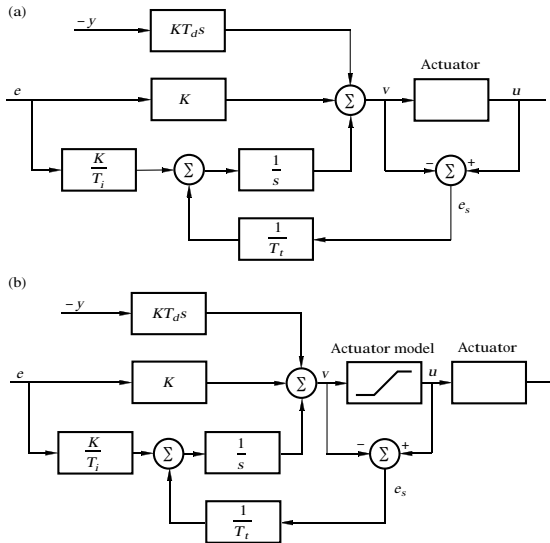 (a)
− y
KT_d s
Actuator
e
K
Σ
v
u
K/T_i
Σ
1/s
− Σ +
e_s
1/T_t
(b)
− y
KT_d s
Actuator model
Actuator
e
K
Σ
v
u
K/T_i
Σ
1/s
− Σ +
e_s
1/T_t